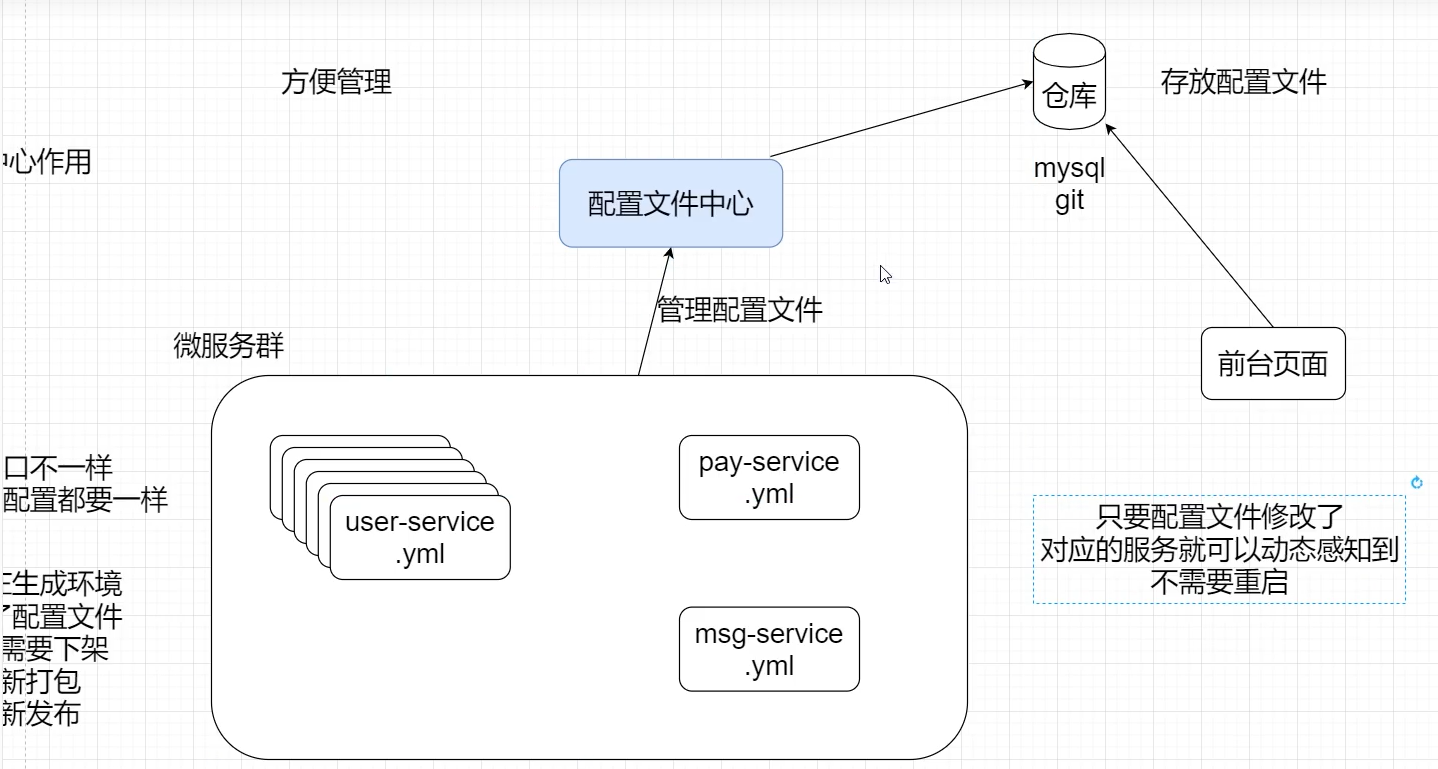 方便管理
仓库
存放配置文件
心作用
mysql
git
配置文件中心
管理配置文件
微服务群
前台页面
口不一样
配置都要一样
user-service
.yml
pay-service
.yml
msg-service
.yml
只要配置文件修改了
对应的服务就可以动态感知到
不需要重启
生成环境
配置文件
需要下架
新打包
新发布